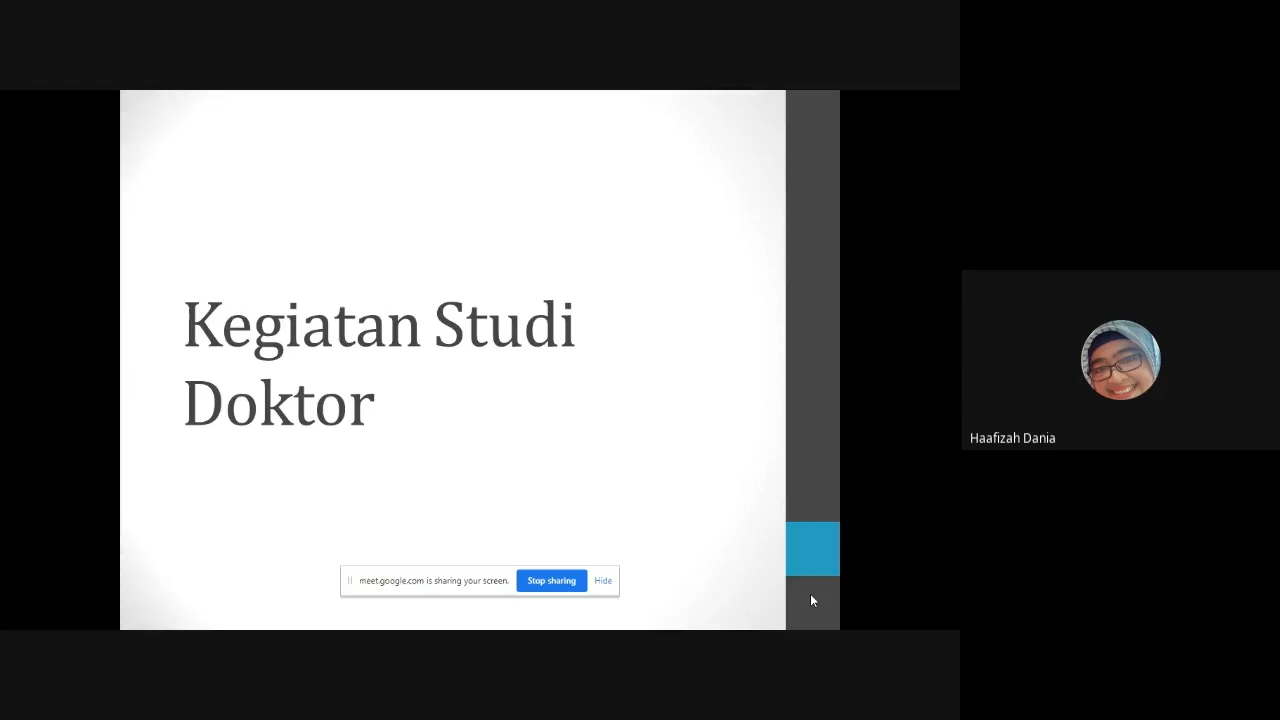 Kegiatan Studi
Doktor
meet.google.com is sharing your screen.
Stop sharing
Hide
Haafizah Dania